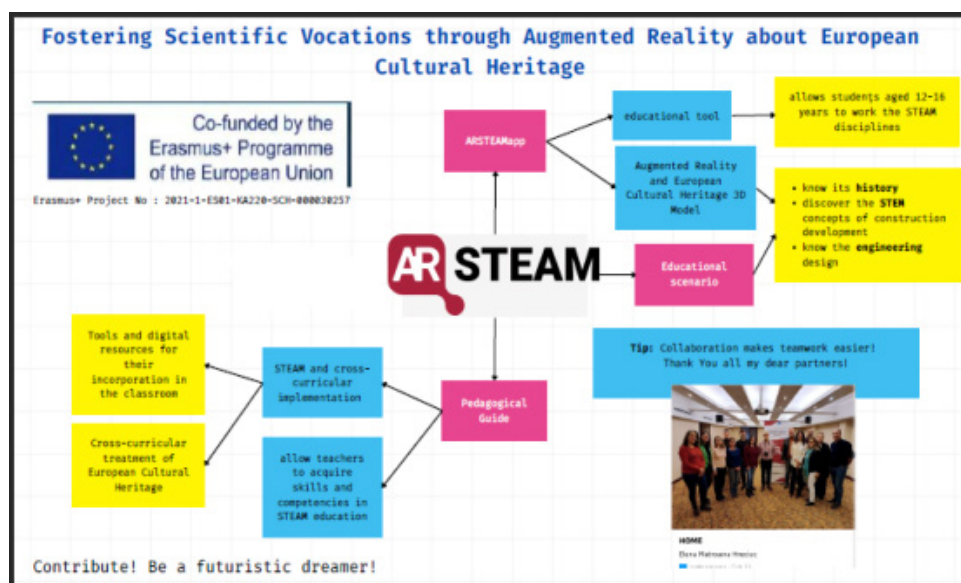 Fostering Scientific Vocations through Augmented Reality about European
Cultural Heritage
Co-funded by the
Erasmus+ Programme
of the European Union
Erasmus+ Project No : 2021-1-ES01-KA220-SCH-000030257
ARSTEAMapp
educational tool
allows students aged 12-16
years to work the STEAM
disciplines
Augmented Reality
and European
Cultural Heritage 3D
Model
• know its history
• discover the STEM
concepts of construction
development
• know the engineering
design
AR STEAM
Educational
scenario
Tools and digital
resources for
their
incorporation in
the classroom
STEAM and cross-
curricular
implementation
Cross-curricular
treatment of
European Cultural
Heritage
allow teachers
to acquire
skills and
competencies in
STEAM education
Pedagogical
Guide
Tip: Collaboration makes teamwork easier!
Thank You all my dear partners!
HOME
Elena
Contribute! Be a futuristic dreamer!